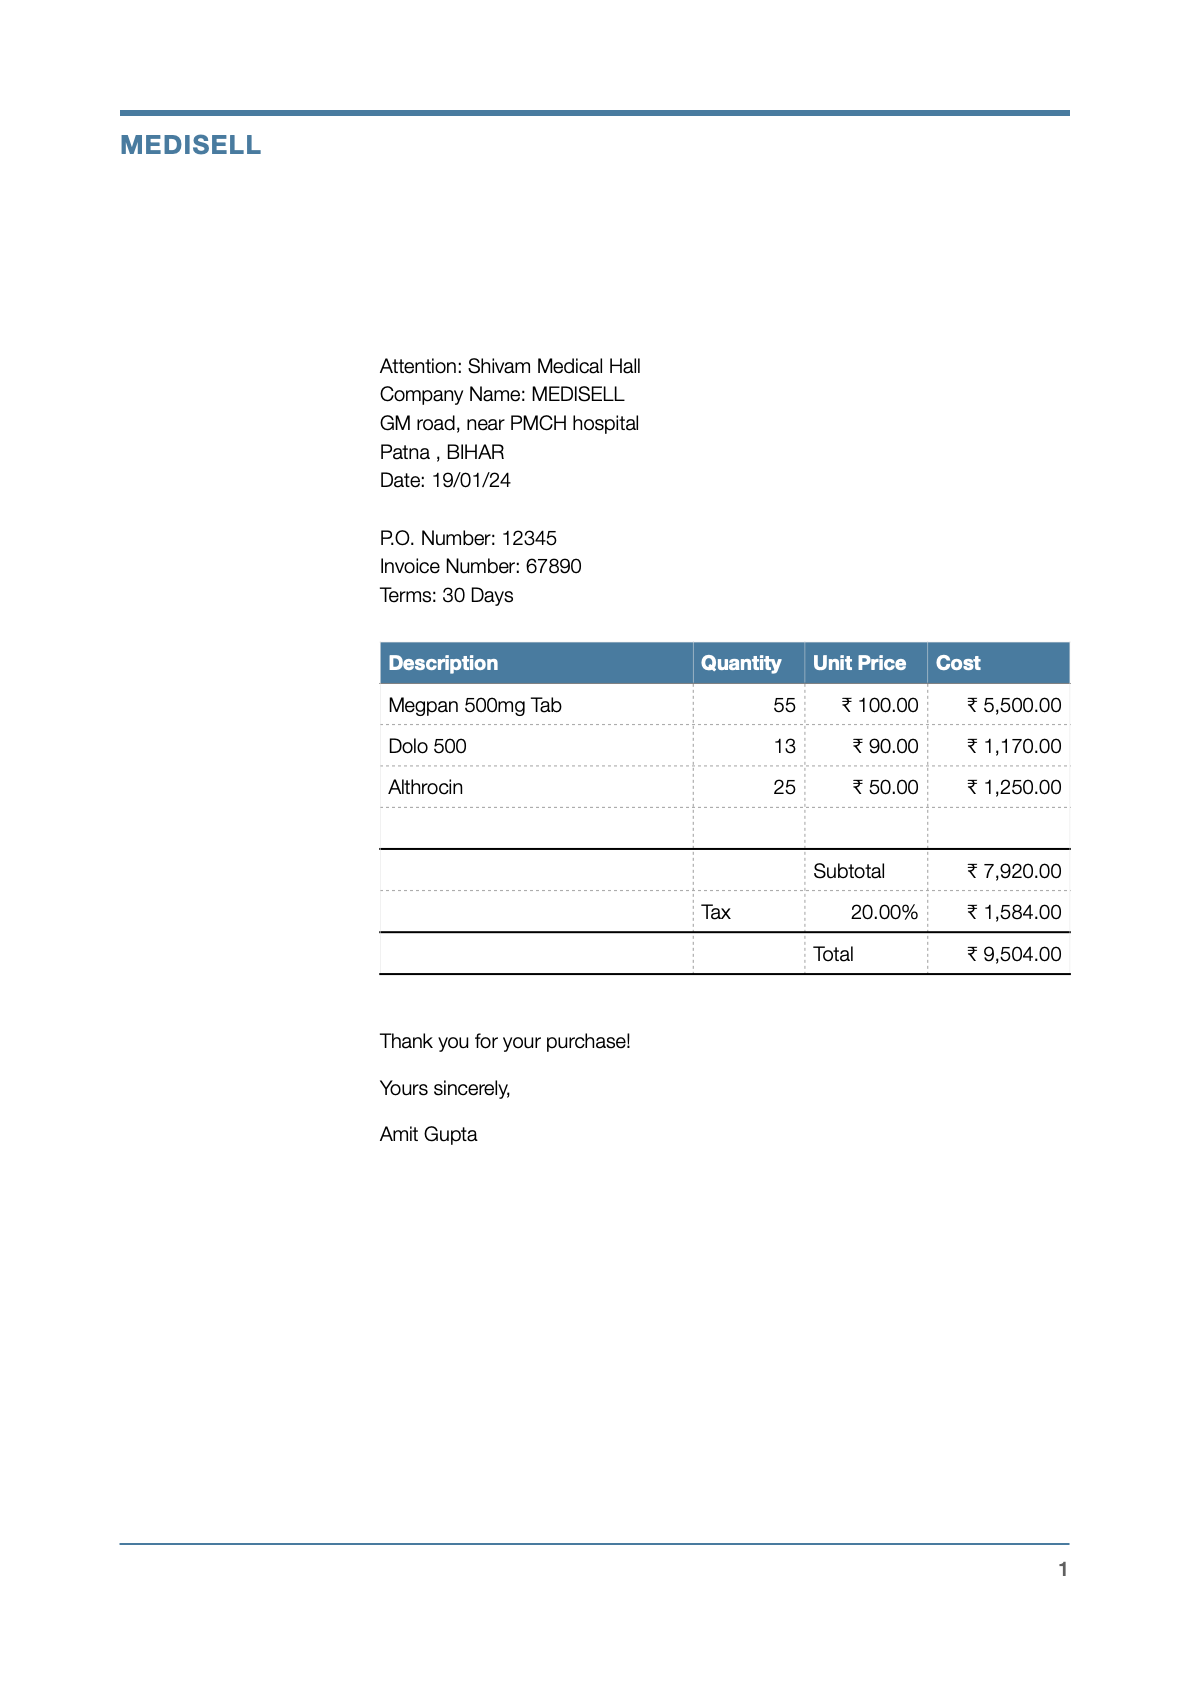 MEDISELL
Attention: Shivam Medical Hall
Company Name: MEDISELL
GM road, near PMCH hospital
Patna , BIHAR
Date: 19/01/24
P.O. Number: 12345
Invoice Number: 67890
Terms: 30 Days
Description Quantity Unit Price Cost
Megpan 500mg Tab 55 ₹ 100.00 ₹ 5,500.00
Dolo 500 13 ₹ 90.00 ₹ 1,170.00
Althrocin 25 ₹ 50.00 ₹ 1,250.00
Subtotal ₹ 7,920.00
Tax 20.00% ₹ 1,584.00
Total ₹ 9,504.00
Thank you for your purchase!
Yours sincerely,
Amit Gupta
1